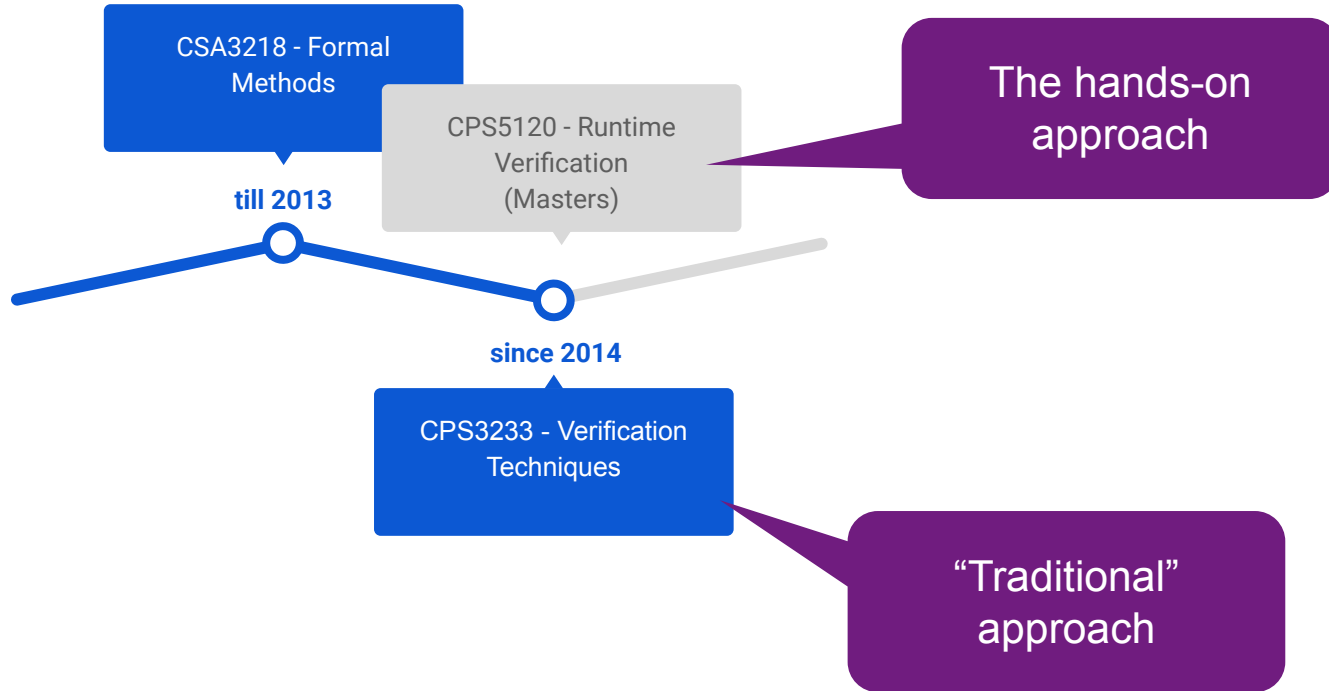 CSA3218 - Formal
Methods
CPS5120 - Runtime
Verification
(Masters)
The hands-on
approach
till 2013
since 2014
CPS3233 - Verification
Techniques
“Traditional”
approach